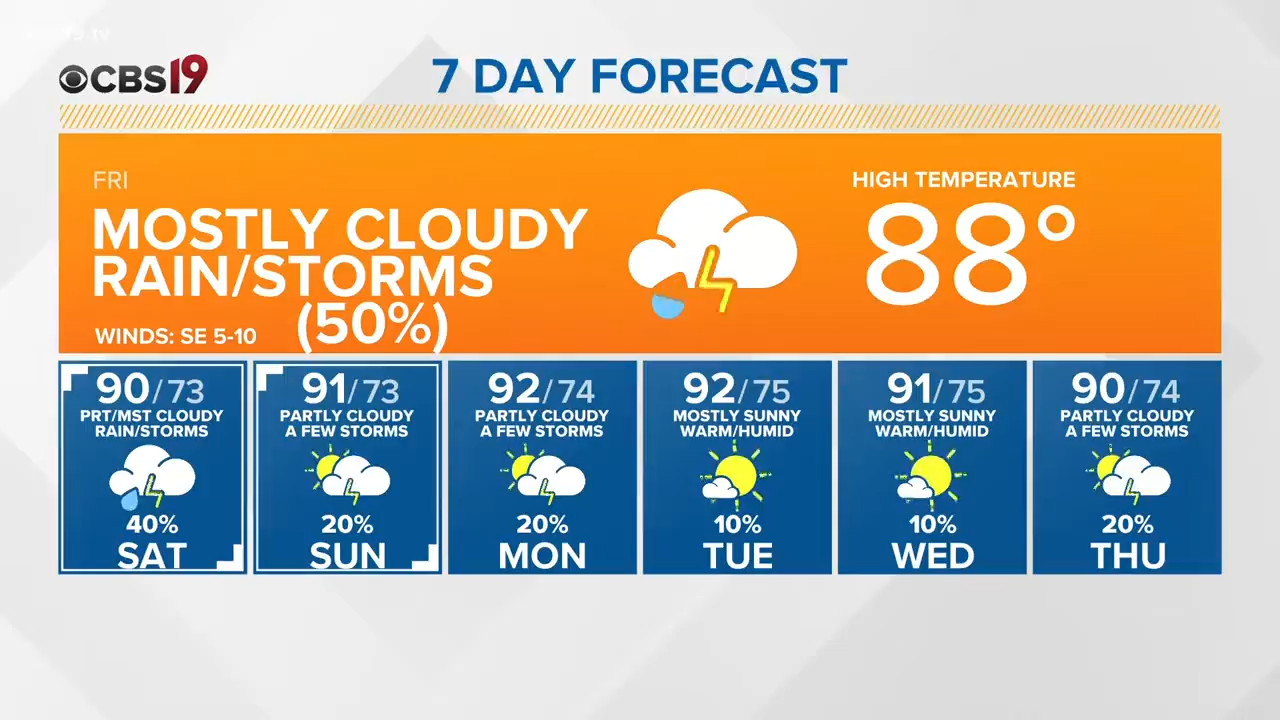 CBS19
7 DAY FORECAST
FRI
MOSTLY CLOUDY
RAIN/STORMS
(50%)
WINDS: SE 5-10
HIGH TEMPERATURE
88°
90/73
PRT/MST CLOUDY
RAIN/STORMS
40%
SAT
91/73
PARTLY CLOUDY
A FEW STORMS
20%
SUN
92/74
PARTLY CLOUDY
A FEW STORMS
20%
MON
92/75
MOSTLY SUNNY
WARM/HUMID
10%
TUE
91/75
MOSTLY SUNNY
WARM/HUMID
10%
WED
90/74
PARTLY CLOUDY
A FEW STORMS
20%
THU